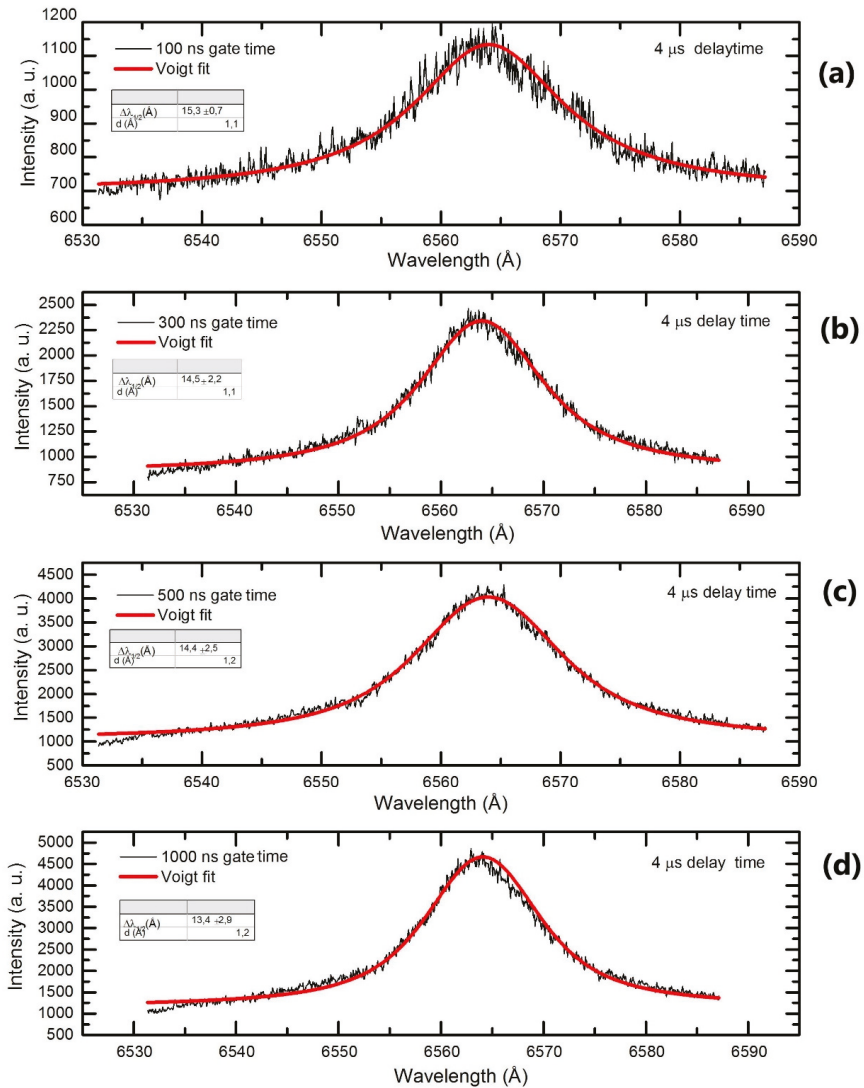 1200
1100
1000
900
800
700
600
Intensity (a. u.)
100 ns gate time
Voigt fit
4 μs delaytime
(a)
Δλ₁/₂(Å) 15,3 ±0,7
d (Å) 1,1
6530 6540 6550 6560 6570 6580 6590
Wavelength (Å)
2500
2250
2000
1750
1500
1250
1000
750
Intensity (a. u.)
300 ns gate time
Voigt fit
4 μs delay time
(b)
Δλ₁/₂(Å) 14,5±2,2
d (Å) 1,1
6530 6540 6550 6560 6570 6580 6590
Wavelength (Å)
4500
4000
3500
3000
2500
2000
1500
1000
500
Intensity (a. u.)
500 ns gate time
Voigt fit
4 μs delay time
(c)
Δλ₁/₂(Å) 14,4 ±2,5
d (Å) 1,2
6530 6540 6550 6560 6570 6580 6590
Wavelength (Å)
5000
4500
4000
3500
3000
2500
2000
1500
1000
500
Intensity (a. u.)
1000 ns gate time
Voigt fit
4 μs delay time
(d)
Δλ₁/₂(Å) 13,4 ±2,9
d (Å) 1,2
6530 6540 6550 6560 6570 6580 6590
Wavelength (Å)